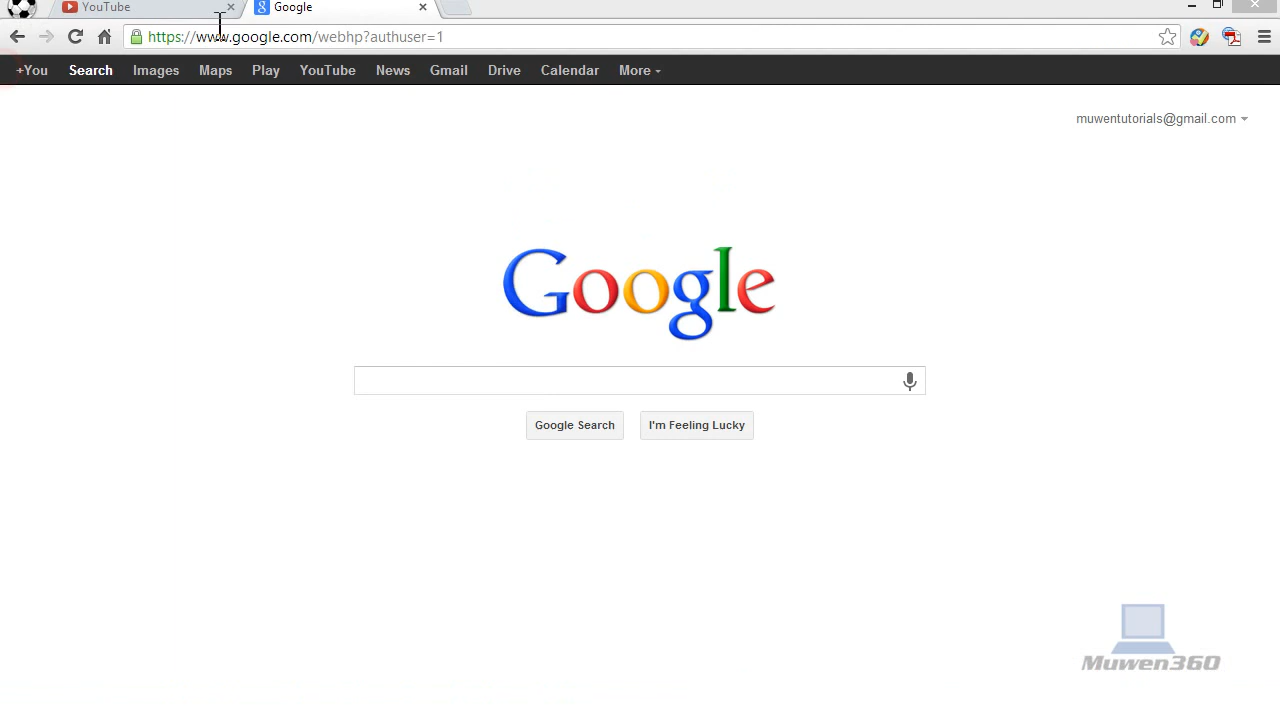 YouTube
Google
https://www.google.com/webhp?authuser=1
+You Search Images Maps Play YouTube News Gmail Drive Calendar More
muwentutorials@gmail.com
Google
Google Search I'm Feeling Lucky
Muwen360